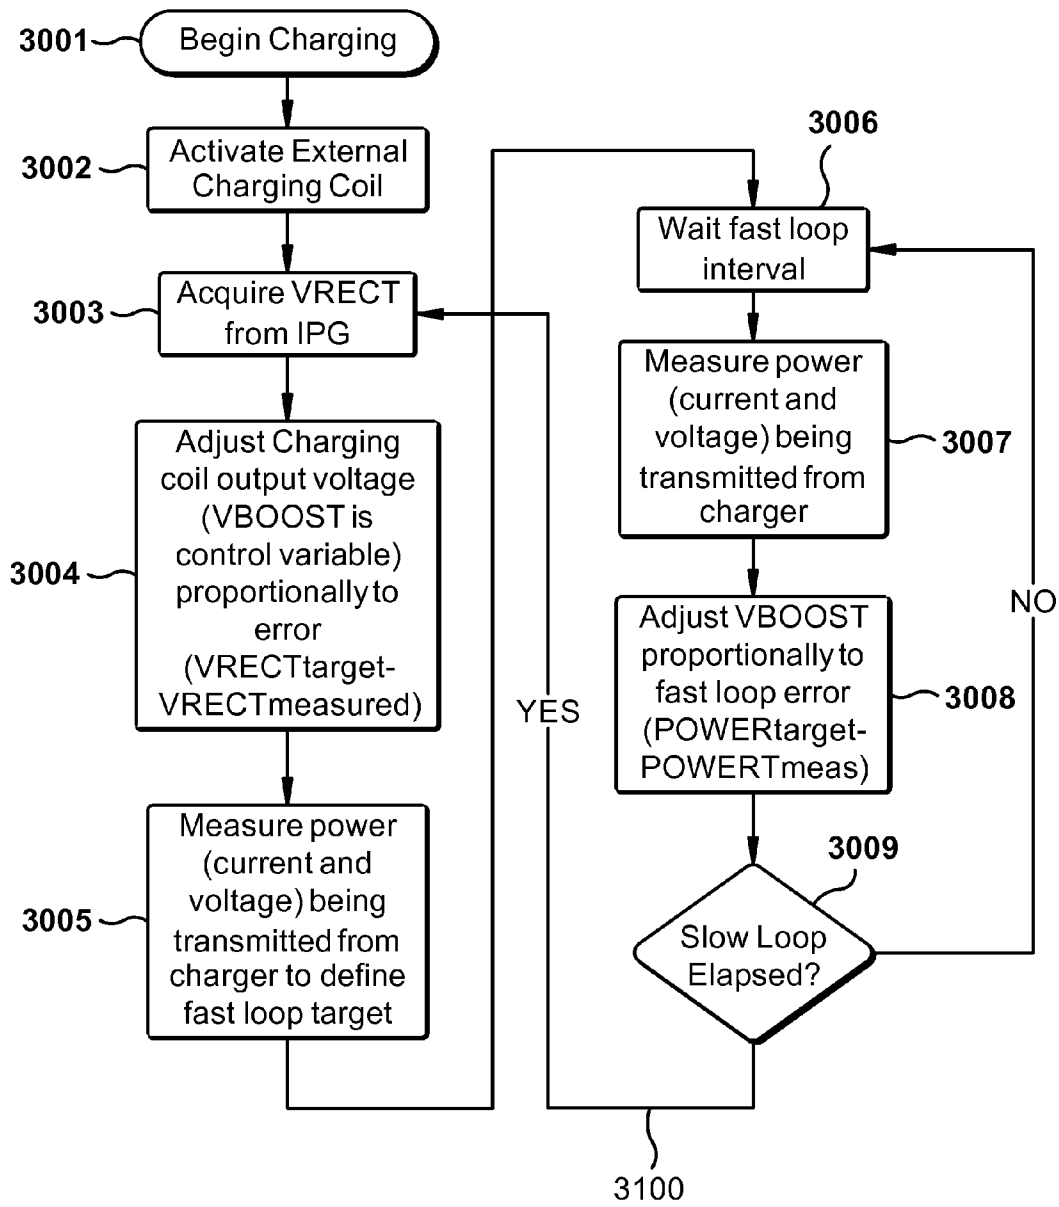 3001
Begin Charging
3002
Activate External
Charging Coil
3003
Acquire VRECT
from IPG
3004
Adjust Charging
coil output voltage
(VBOOST is
control variable)
proportionally to
error
(VRECTtarget-
VRECTmeasured)
3005
Measure power
(current and
voltage) being
transmitted from
charger to define
fast loop target
3006
Wait fast loop
interval
3007
Measure power
(current and
voltage) being
transmitted from
charger
3008
Adjust VBOOST
proportionally to
fast loop error
(POWERtarget-
POWERTmeas)
3009
Slow Loop
Elapsed?
NO
YES
3100